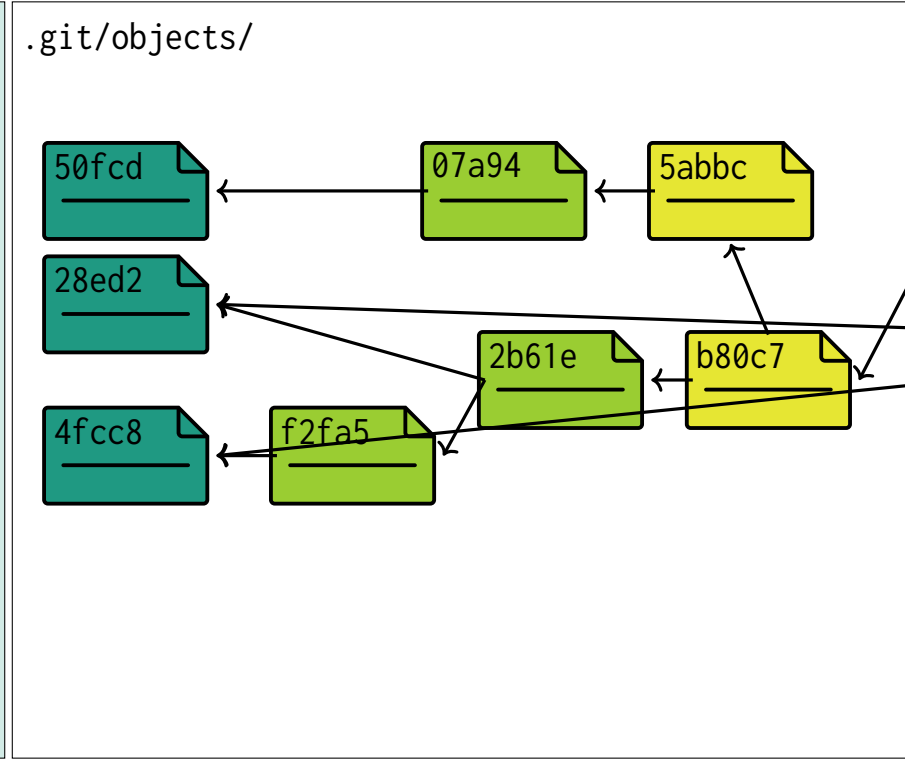 .git/objects/
50fcd
07a94
5abbc
28ed2
2b61e
b80c7
4fcc8
f2fa5